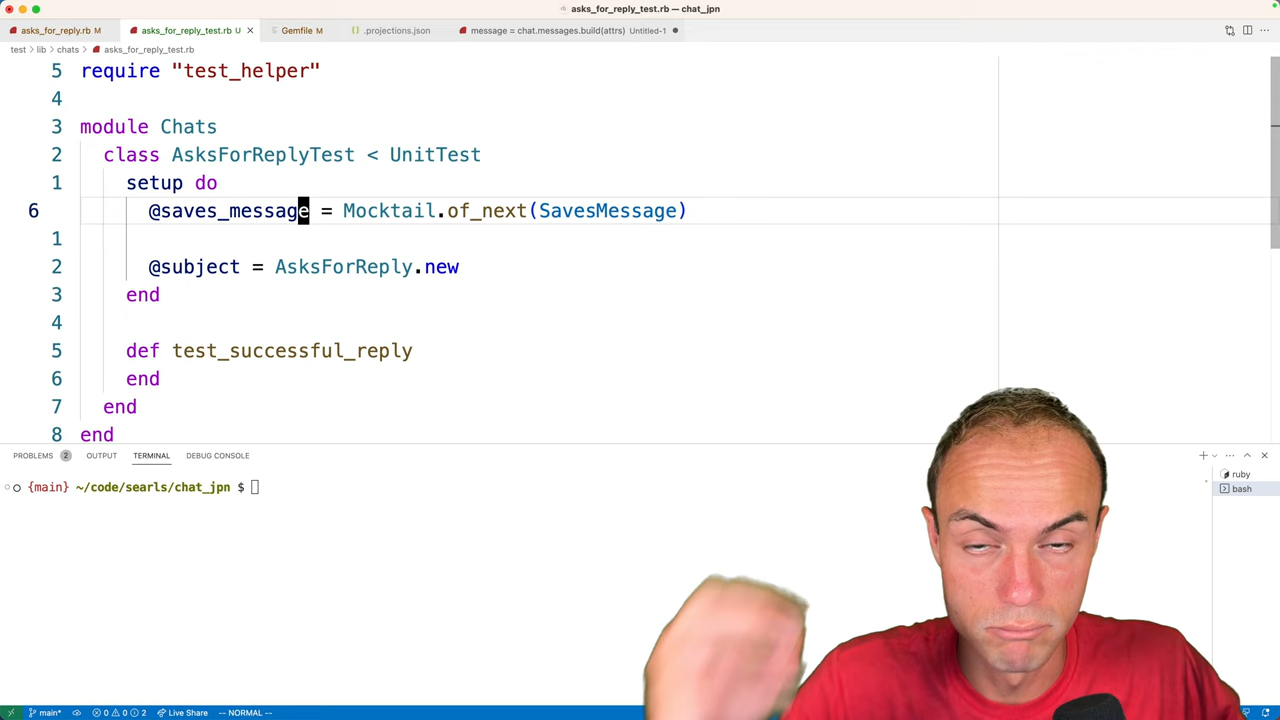 asks_for_reply_test.rb — chat_jpn
asks_for_reply.rb M
asks_for_reply_test.rb U
Gemfile M
.projections.json
message = chat.messages.build(attrs) Untitled-1
test › lib › chats › asks_for_reply_test.rb
5 require "test_helper"
4
3 module Chats
2 class AsksForReplyTest < UnitTest
1 setup do
6 @saves_message = Mocktail.of_next(SavesMessage)
1
2 @subject = AsksForReply.new
3 end
4
5 def test_successful_reply
6 end
7 end
8 end
PROBLEMS 2 OUTPUT TERMINAL DEBUG CONSOLE
{main} ~/code/searls/chat_jpn $
ruby
bash
main* 0 0 2 Live Share -- NORMAL --